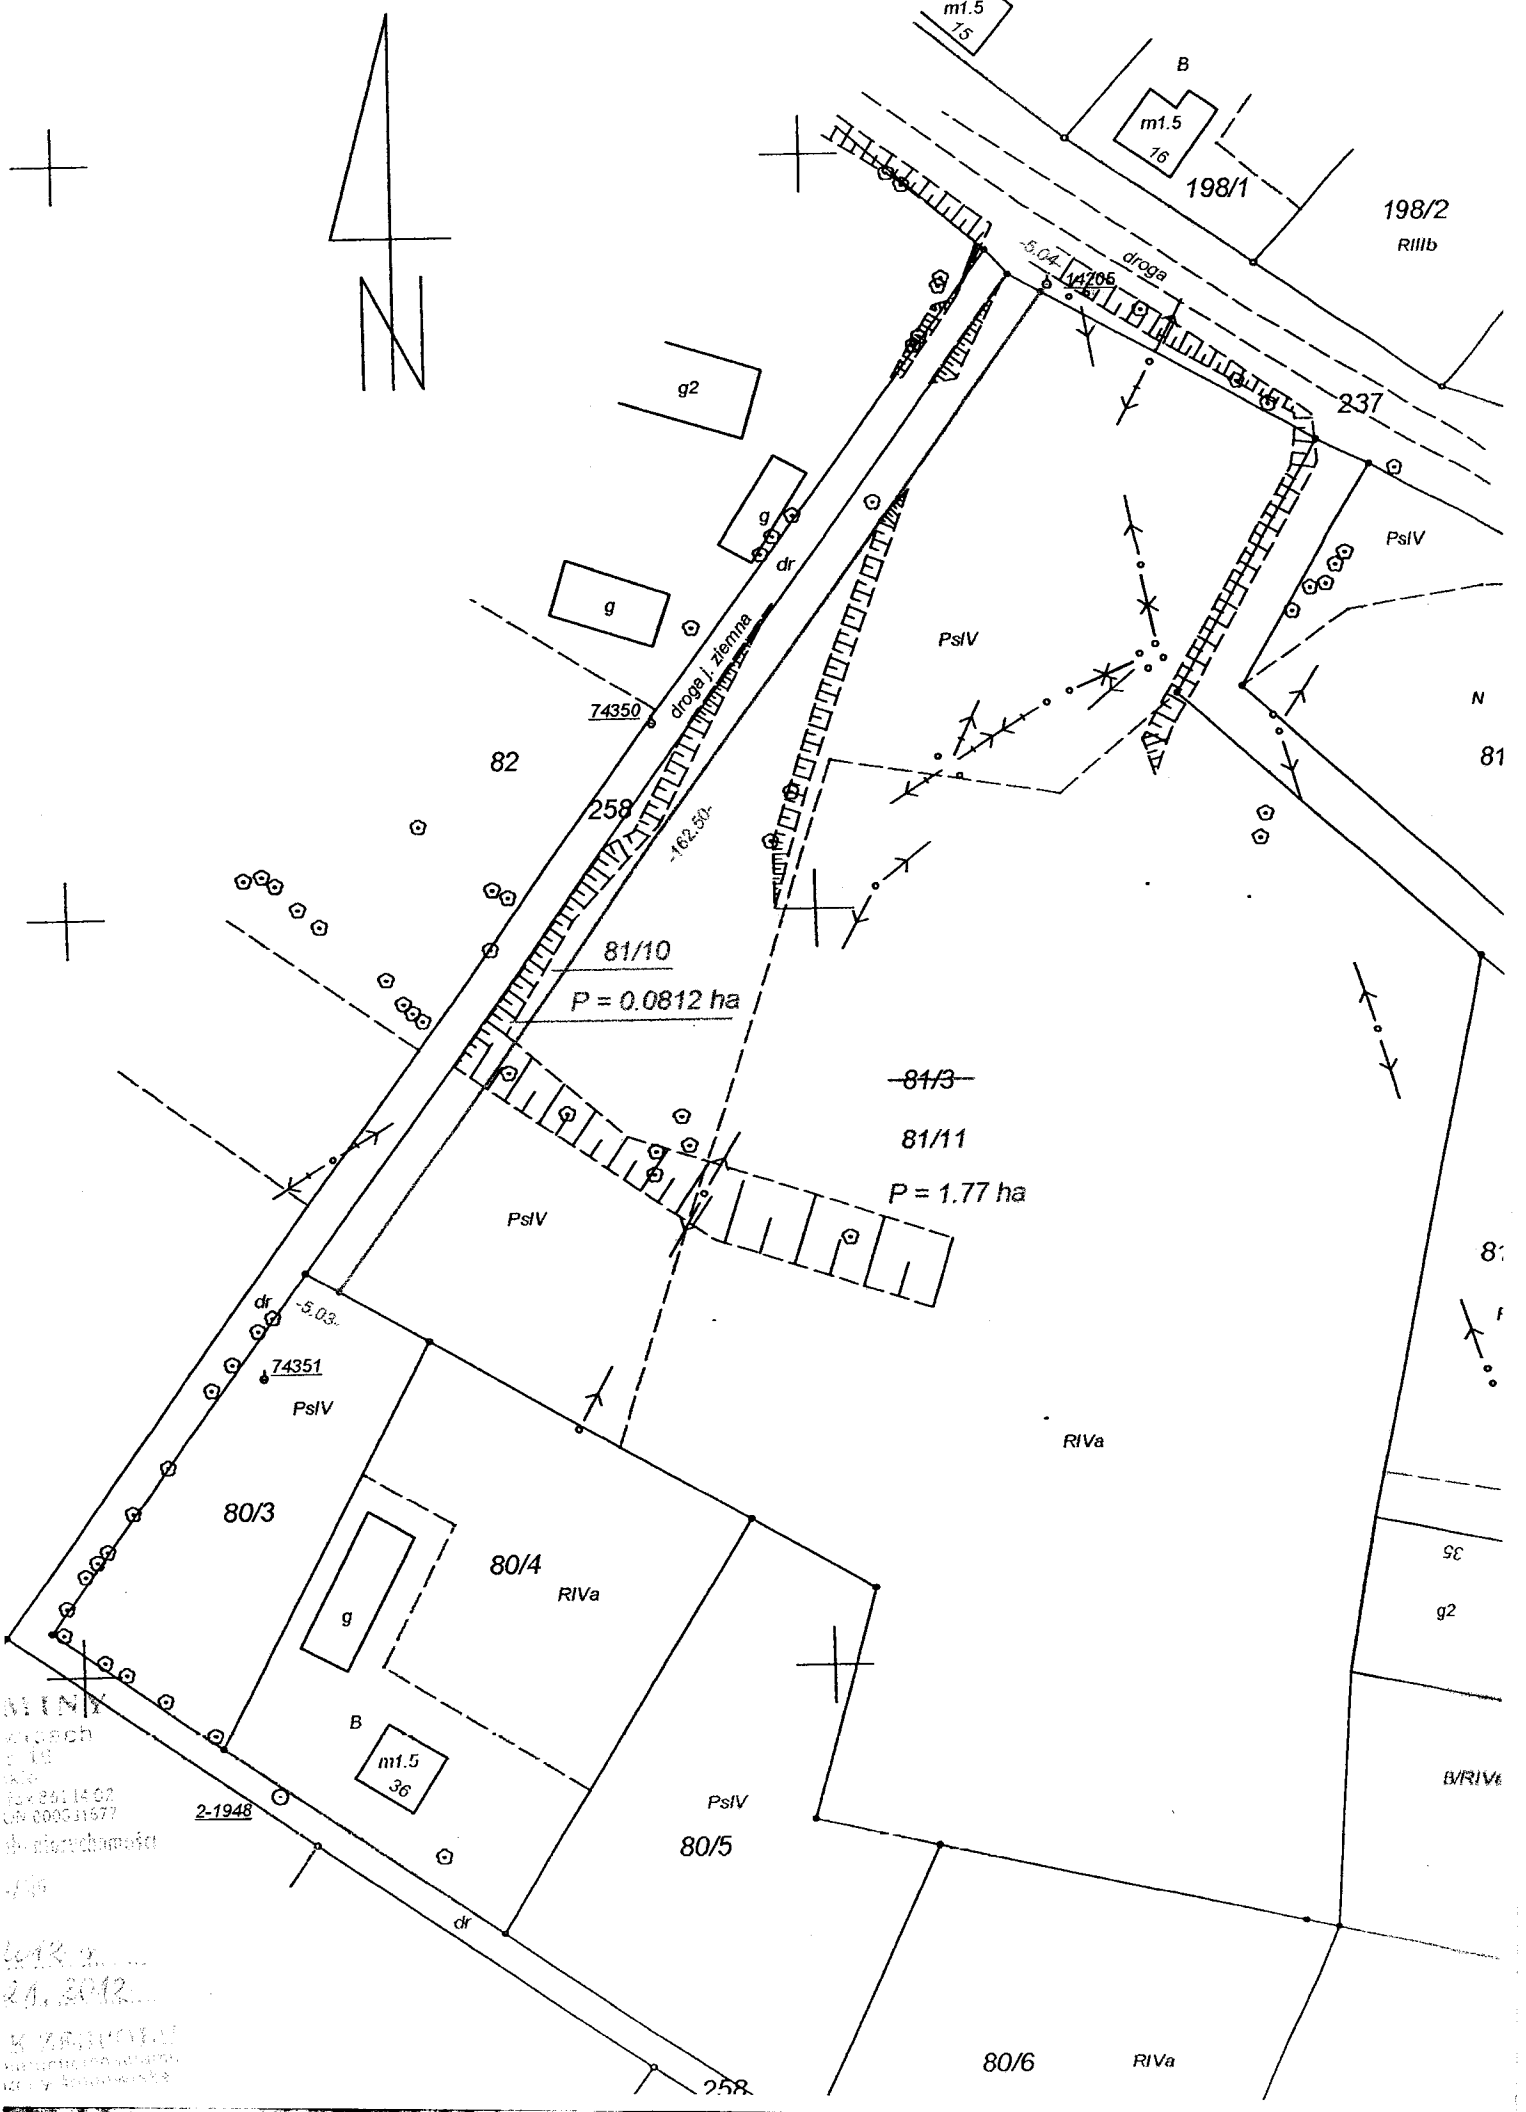 m1.5
15
B
m1.5
16
198/1
198/2
RIIIb
-5.04-
droga
14205
N
g2
237
g
PsIV
dr
g
PsIV
droga j. ziemna
74350
N
82
81
258
-162.50-
81/10
P = 0.0812 ha
81/3
81/11
P = 1.77 ha
PsIV
dr
-5.03-
74351
PsIV
RIVa
80/3
80/4
RIVa
35
g
g2
B
m1.5
36
PsIV
B/RIVa
2-1948
80/5
dr
80/6
RIVa
258